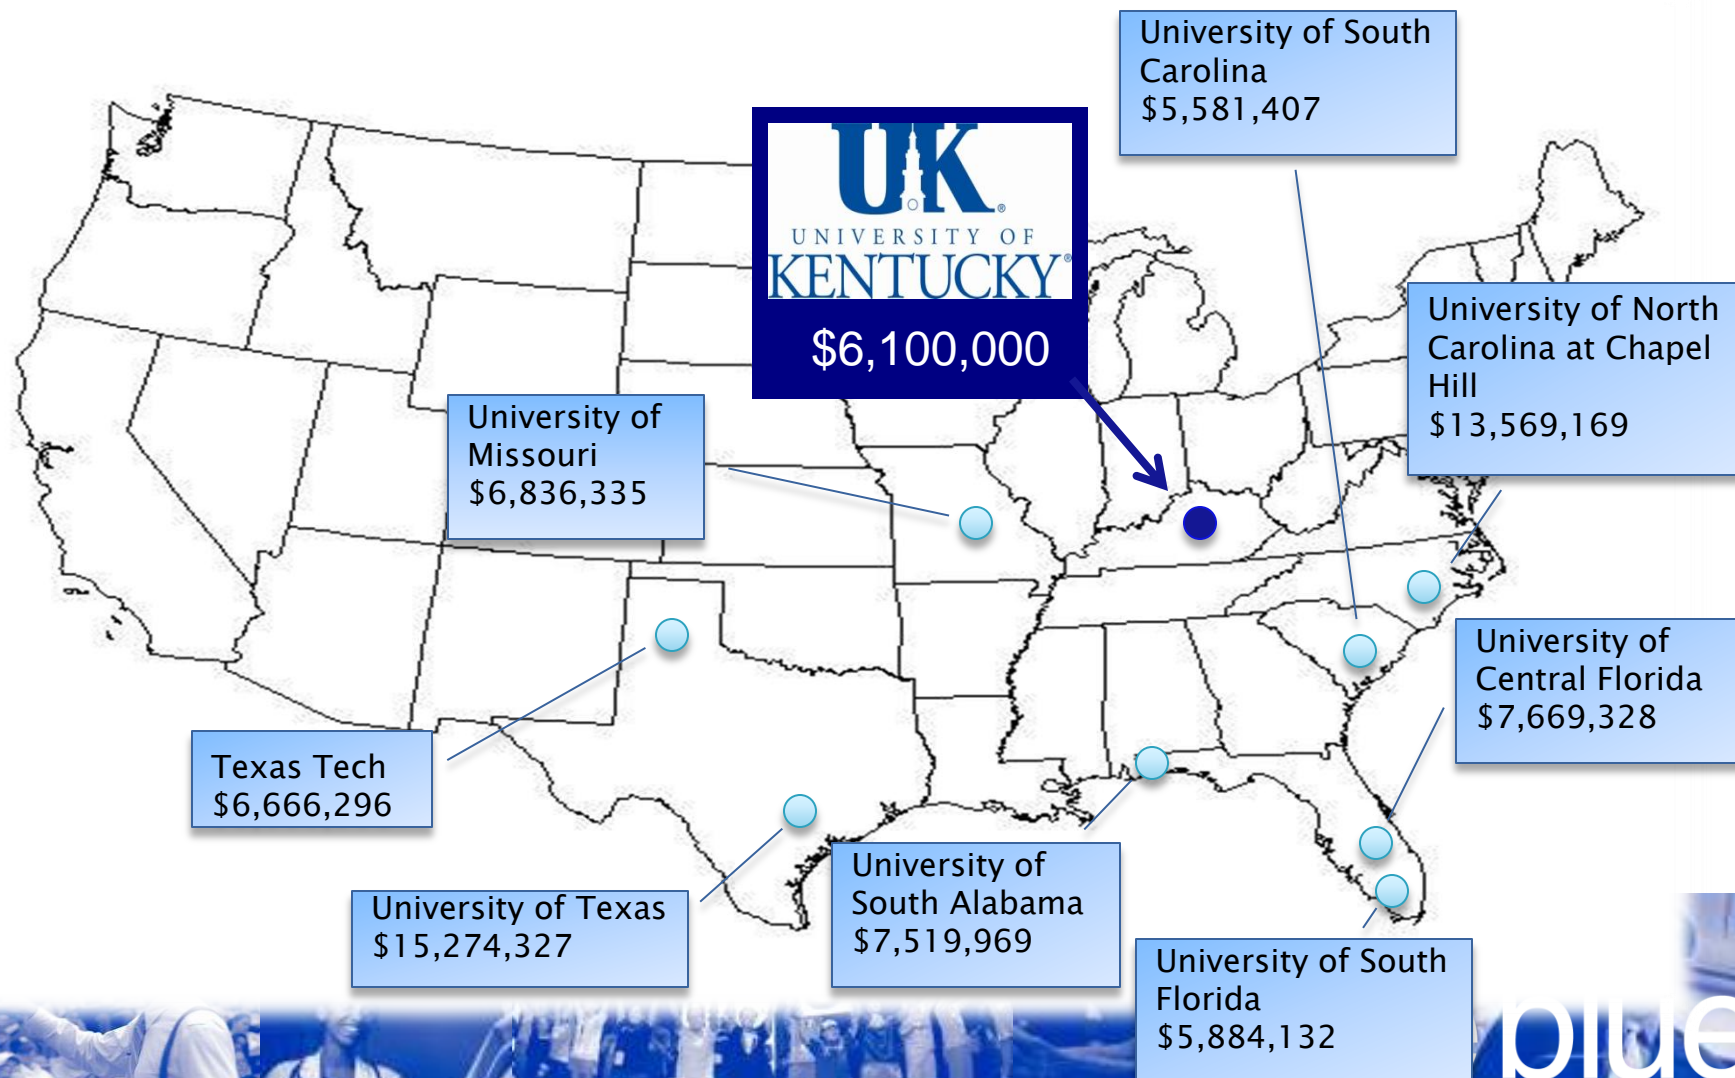 University of South
Carolina
$5,581,407
UK
UNIVERSITY OF
KENTUCKY
$6,100,000
University of North
Carolina at Chapel
Hill
$13,569,169
University of
Missouri
$6,836,335
University of
Central Florida
$7,669,328
Texas Tech
$6,666,296
University of Texas
$15,274,327
University of
South Alabama
$7,519,969
University of South
Florida
$5,884,132
blue